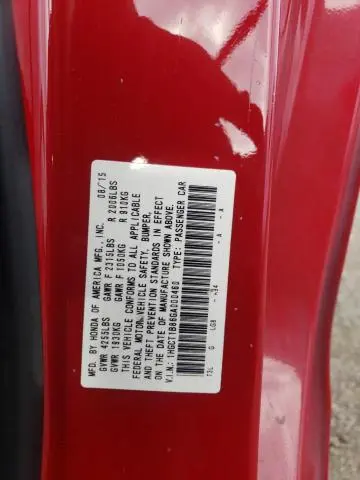 MFD. BY HONDA OF AMERICA MFG., INC. 08/15
GVWR 4255LBS GAWR F 2315LBS R 2006LBS
GVWR 1930KG GAWR F 1050KG R 910KG
THIS VEHICLE CONFORMS TO ALL APPLICABLE
FEDERAL MOTOR VEHICLE SAFETY, BUMPER,
AND THEFT PREVENTION STANDARDS IN EFFECT
ON THE DATE OF MANUFACTURE SHOWN ABOVE.
V.I.N.: 1HGCT1B86GA000460 TYPE: PASSENGER CAR
T3L G LGB - A - A